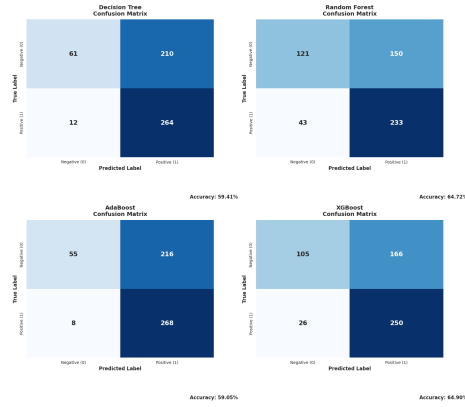 Decision Tree
Confusion Matrix
True Label
Negative (0)
61
210
Positive (1)
12
264
Negative (0)
Positive (1)
Predicted Label
Accuracy: 59.41%
Random Forest
Confusion Matrix
True Label
Negative (0)
121
150
Positive (1)
43
233
Negative (0)
Positive (1)
Predicted Label
Accuracy: 64.72%
AdaBoost
Confusion Matrix
True Label
Negative (0)
55
216
Positive (1)
8
268
Negative (0)
Positive (1)
Predicted Label
Accuracy: 59.05%
XGBoost
Confusion Matrix
True Label
Negative (0)
105
166
Positive (1)
26
250
Negative (0)
Positive (1)
Predicted Label
Accuracy: 64.90%